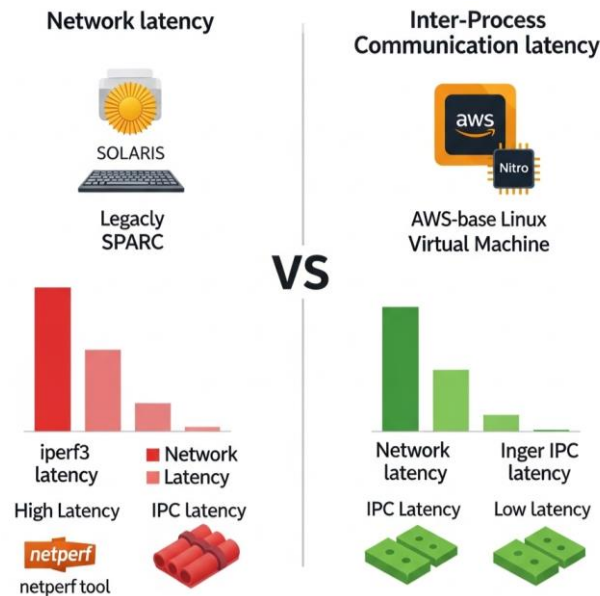 Network latency
SOLARIS
Legacly
SPARC
Inter-Process
Communication latency
aws
Nitro
AWS-base Linux
Virtual Machine
VS
iperf3
latency
Network
Latency
High Latency
IPC latency
netperf
netperf tool
Network
latency
Inger IPC
latency
IPC Latency
Low latency